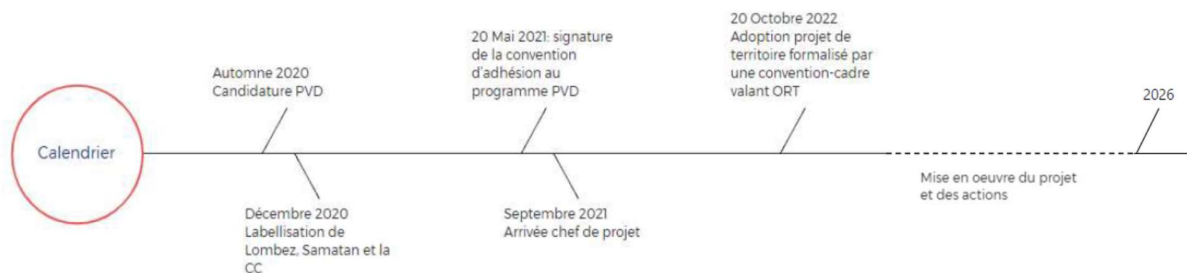 Calendrier
Automne 2020
Candidature PVD
Décembre 2020
Labellisation de
Lombez, Samatan et la
CC
20 Mai 2021: signature
de la convention
d'adhésion au
programme PVD
Septembre 2021
Arrivée chef de projet
20 Octobre 2022
Adoption projet de
territoire formalisé par
une convention-cadre
valant ORT
Mise en oeuvre du projet
et des actions
2026